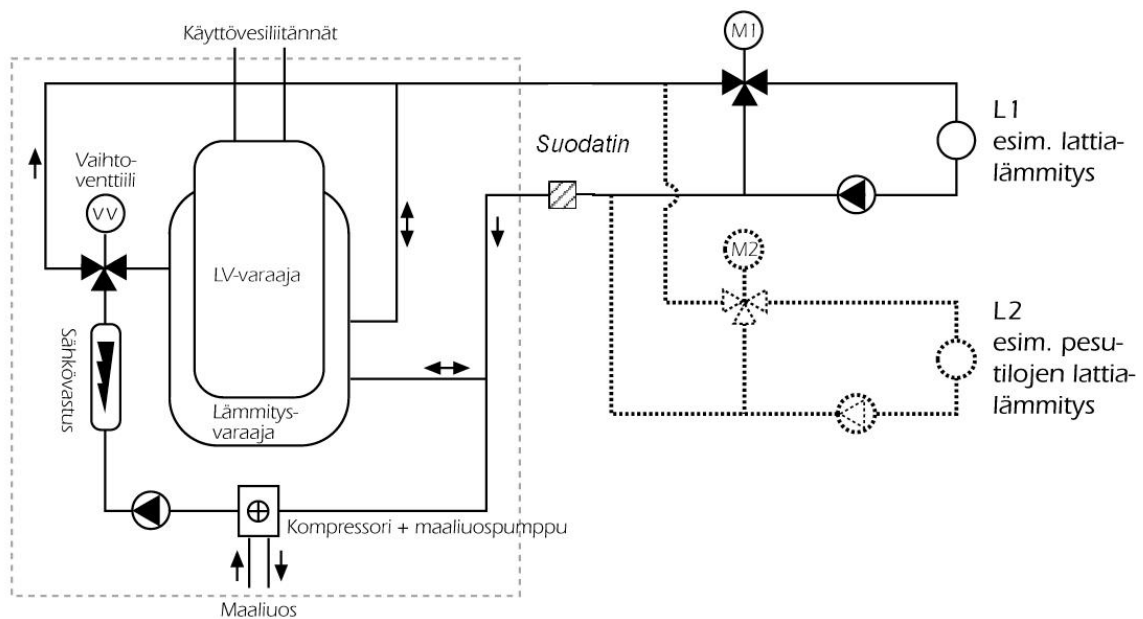 Käyttövesiliitännät
M1
L1
esim. lattia-
lämmitys
Suodatin
Vaihto-
venttiili
VV
M2
LV-varaaja
L2
esim. pesu-
tilojen lattia-
lämmitys
Sähkövastus
Lämmitys-
varaaja
Kompressori + maaliuospumppu
Maaliuos